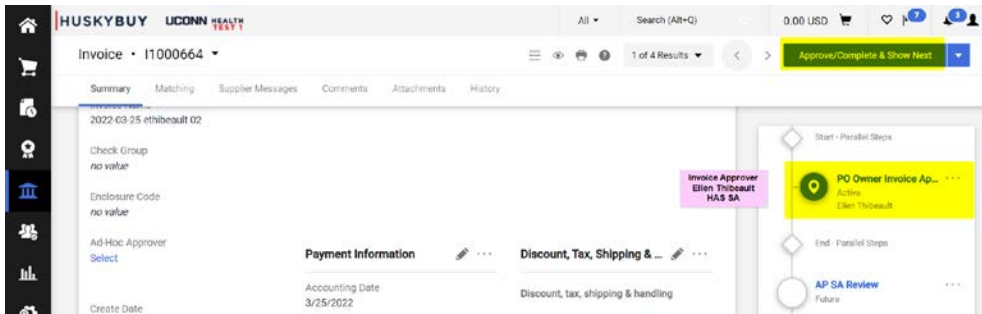 HUSKYBUY UCONN HEALTH TEST 1
All Search (Alt+Q) 0.00 USD 7 3
Invoice • I1000664
1 of 4 Results
Approve/Complete & Show Next
Summary Matching Supplier Messages Comments Attachments History
2022-03-25 ethibeault 02
Check Group
no value
Enclosure Code
no value
Ad-Hoc Approver
Select
Create Date
Payment Information ...
Accounting Date
3/25/2022
Discount, Tax, Shipping & ... ...
Discount, tax, shipping & handling
Invoice Approver
Ellen Thibeault
HAS SA
Start - Parallel Steps
PO Owner Invoice Ap... ...
Active
Ellen Thibeault
End - Parallel Steps
AP SA Review ...
Future